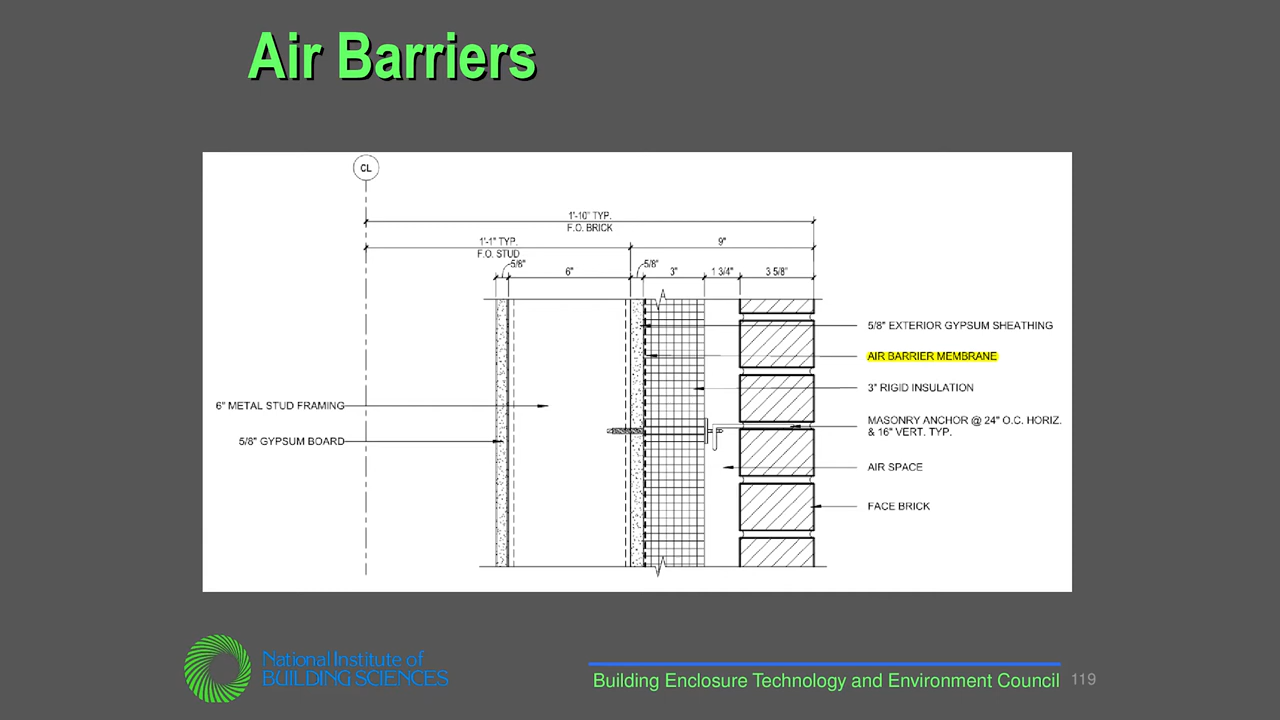 Air Barriers
CL
1'-10" TYP.
F.O. BRICK
1'-1" TYP.
9"
F.O. STUD
5/8"
6"
5/8"
3"
1 3/4"
3 5/8"
5/8" EXTERIOR GYPSUM SHEATHING
AIR BARRIER MEMBRANE
3" RIGID INSULATION
6" METAL STUD FRAMING
MASONRY ANCHOR @ 24" O.C. HORIZ.
& 16" VERT. TYP.
5/8" GYPSUM BOARD
AIR SPACE
FACE BRICK
National Institute of
BUILDING SCIENCES
Building Enclosure Technology and Environment Council 119